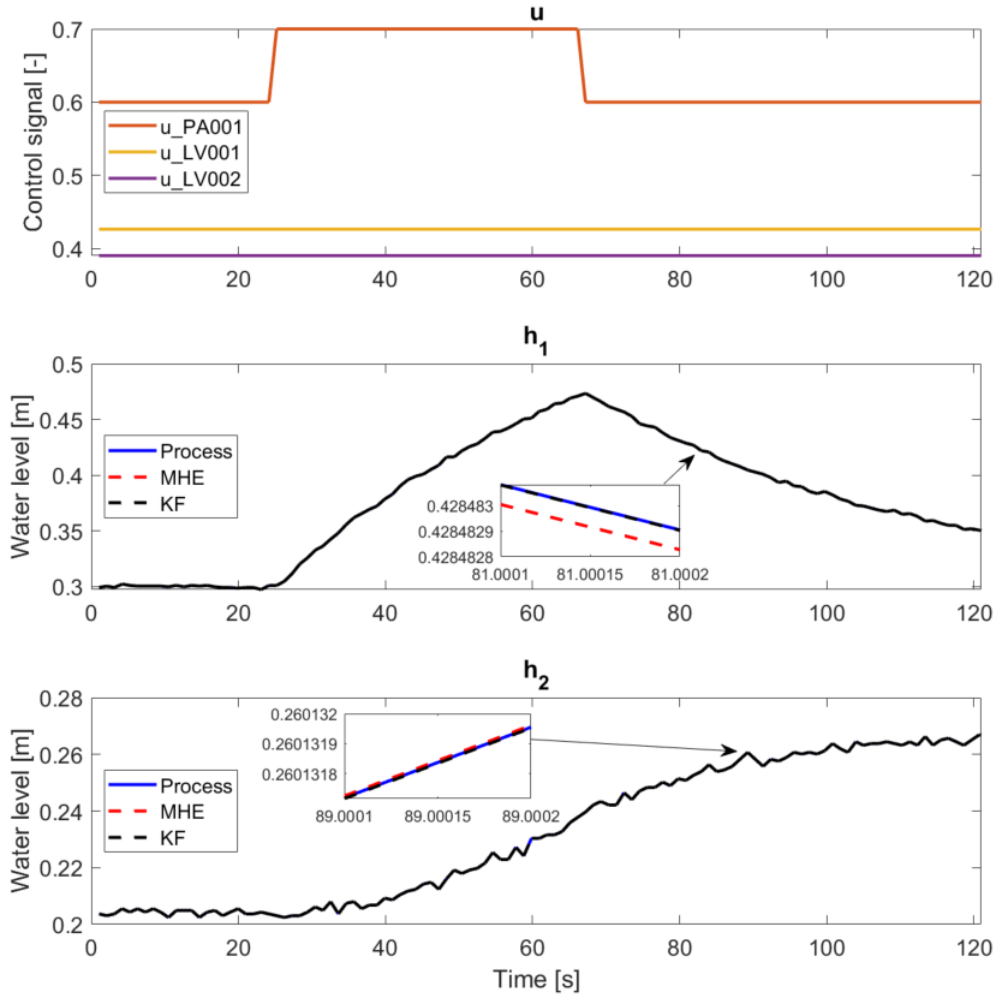 u
Control signal [-]
0.7
0.6
0.5
0.4
u_PA001
u_LV001
u_LV002
0 20 40 60 80 100 120
h1
Water level [m]
0.5
0.45
0.4
0.35
0.3
Process
MHE
KF
0.428483
0.4284829
0.4284828
81.0001 81.00015 81.0002
0 20 40 60 80 100 120
h2
Water level [m]
0.28
0.26
0.24
0.22
0.2
Process
MHE
KF
0.260132
0.2601319
0.2601318
89.0001 89.00015 89.0002
0 20 40 60 80 100 120
Time [s]